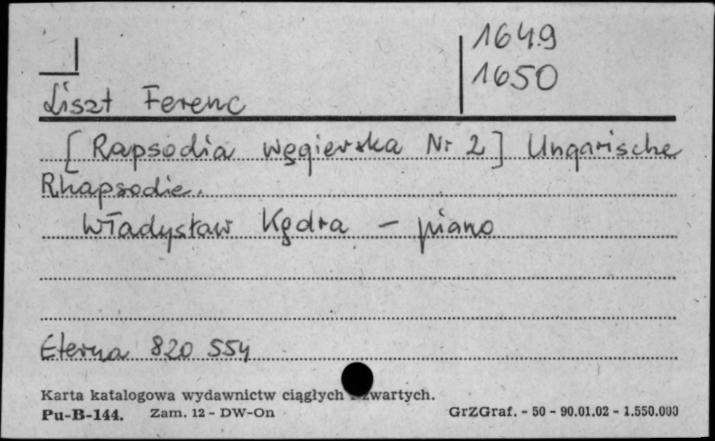 1649
1650
Liszt Ferenc
[Rapsodia węgierska Nr 2] Ungarische
Rhapsodie.
Władysław Kędra - piano
Eterna 820 554
Karta katalogowa wydawnictw ciągłych zwartych.
Pu-B-144. Zam. 12 - DW-On GrZGraf. - 50 - 90.01.02 - 1.550.000